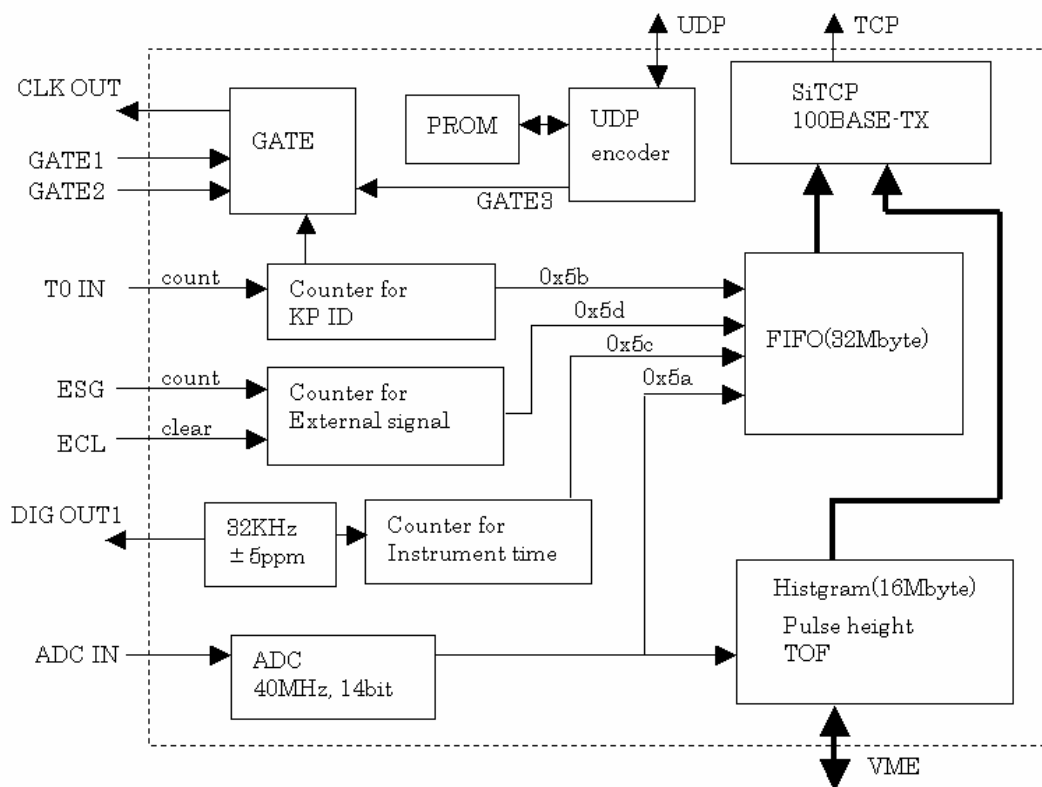 UDP
TCP
CLK OUT
GATE1
GATE2
GATE
PROM
UDP
encoder
SiTCP
100BASE-TX
GATE3
T0 IN
count
Counter for
KP ID
0x5b
0x5d
0x5c
0x5a
FIFO(32Mbyte)
ESG
count
ECL
clear
Counter for
External signal
DIG OUT1
32KHz
±5ppm
Counter for
Instrument time
Histgram(16Mbyte)
Pulse height
TOF
ADC IN
ADC
40MHz, 14bit
VME